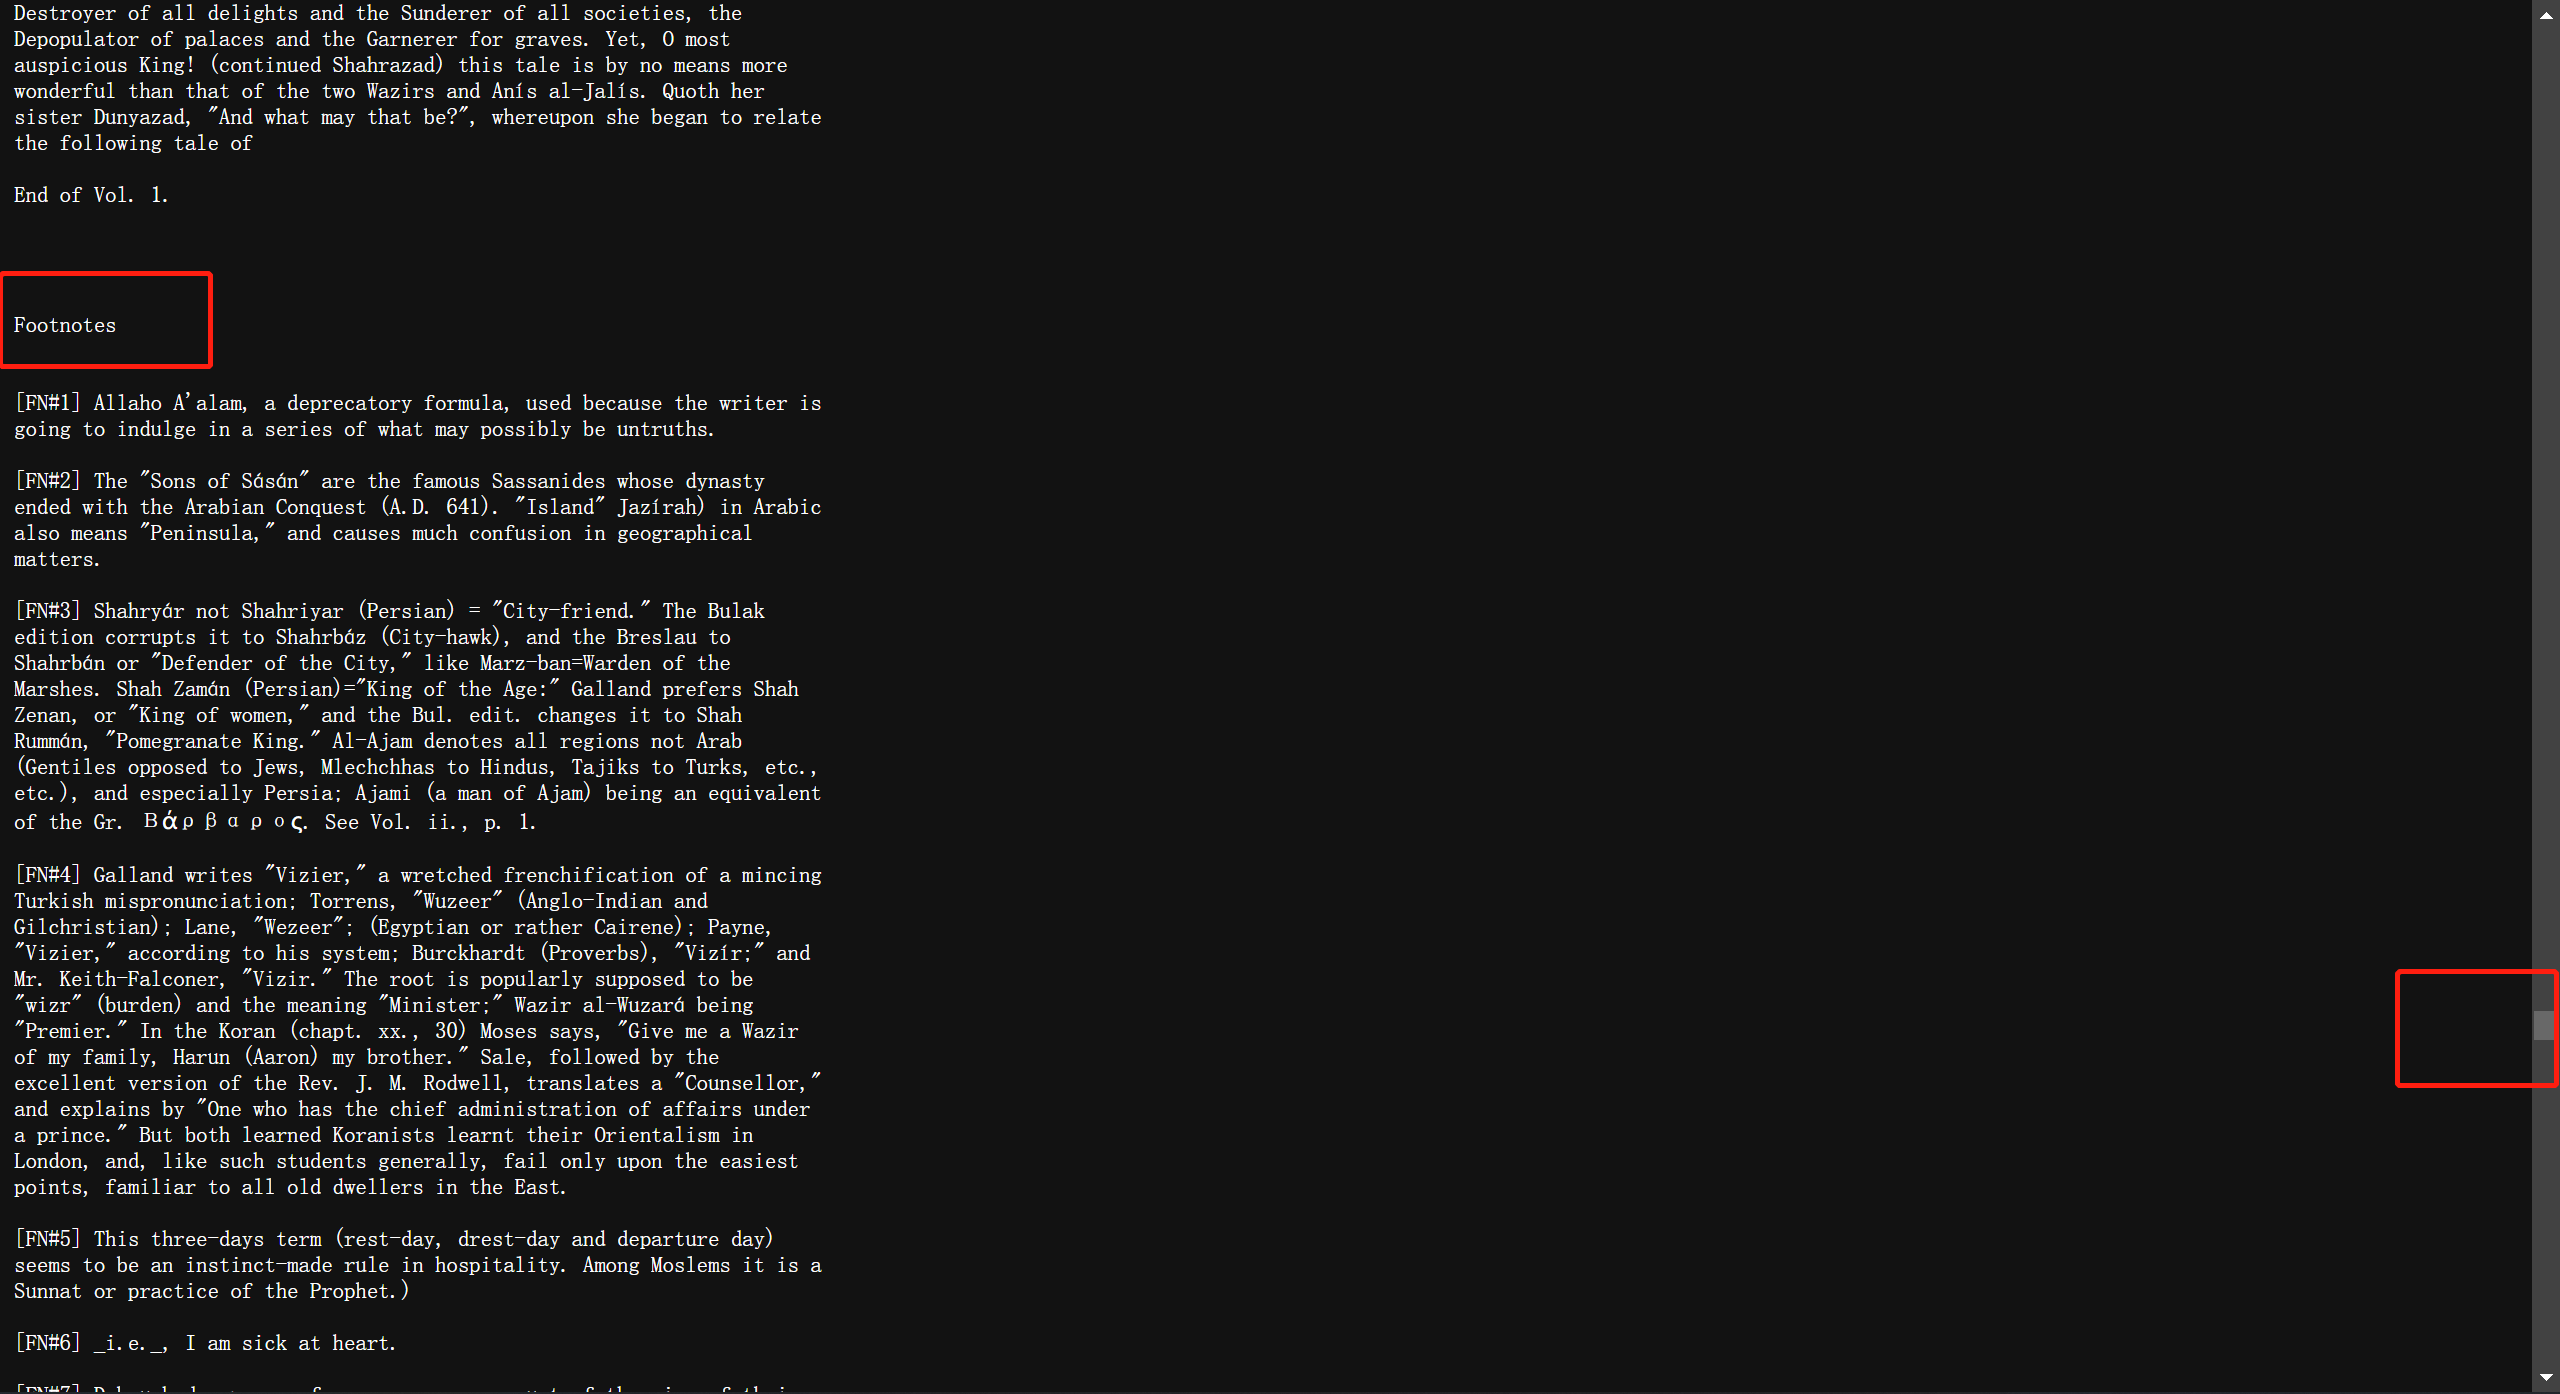 Destroyer of all delights and the Sunderer of all societies, the
Depopulator of palaces and the Garnerer for graves. Yet, O most
auspicious King! (continued Shahrazad) this tale is by no means more
wonderful than that of the two Wazirs and Anís al-Jalís. Quoth her
sister Dunyazad, "And what may that be?", whereupon she began to relate
the following tale of
End of Vol. 1.
Footnotes
[FN#1] Allaho A'alam, a deprecatory formula, used because the writer is
going to indulge in a series of what may possibly be untruths.
[FN#2] The "Sons of Sásán" are the famous Sassanides whose dynasty
ended with the Arabian Conquest (A.D. 641). "Island" Jazírah) in Arabic
also means "Peninsula," and causes much confusion in geographical
matters.
[FN#3] Shahryár not Shahriyar (Persian) = "City-friend." The Bulak
edition corrupts it to Shahrbáz (City-hawk), and the Breslau to
Shahrbán or "Defender of the City," like Marz-ban=Warden of the
Marshes. Shah Zamán (Persian)="King of the Age:" Galland prefers Shah
Zenan, or "King of women," and the Bul. edit. changes it to Shah
Rummán, "Pomegranate King." Al-Ajam denotes all regions not Arab
(Gentiles opposed to Jews, Mlechchhas to Hindus, Tajiks to Turks, etc.,
etc.), and especially Persia; Ajami (a man of Ajam) being an equivalent
of the Gr. Βάρβαρος. See Vol. ii., p. 1.
[FN#4] Galland writes "Vizier," a wretched frenchification of a mincing
Turkish mispronunciation; Torrens, "Wuzeer" (Anglo-Indian and
Gilchristian); Lane, "Wezeer"; (Egyptian or rather Cairene); Payne,
"Vizier," according to his system; Burckhardt (Proverbs), "Vizír;" and
Mr. Keith-Falconer, "Vizir." The root is popularly supposed to be
"wizr" (burden) and the meaning "Minister;" Wazir al-Wuzará being
"Premier." In the Koran (chapt. xx., 30) Moses says, "Give me a Wazir
of my family, Harun (Aaron) my brother." Sale, followed by the
excellent version of the Rev. J. M. Rodwell, translates a "Counsellor,"
and explains by "One who has the chief administration of affairs under
a prince." But both learned Koranists learnt their Orientalism in
London, and, like such students generally, fail only upon the easiest
points, familiar to all old dwellers in the East.
[FN#5] This three-days term (rest-day, drest-day and departure day)
seems to be an instinct-made rule in hospitality. Among Moslems it is a
Sunnat or practice of the Prophet.)
[FN#6] _i.e._, I am sick at heart.
[FN#7]